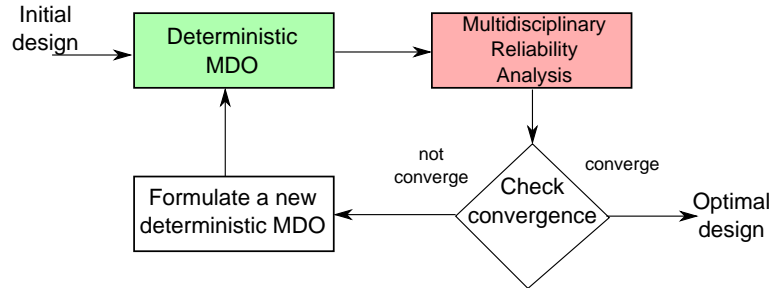 Initial
design
Deterministic
MDO
Multidisciplinary
Reliability
Analysis
not
converge
converge
Check
convergence
Formulate a new
deterministic MDO
Optimal
design